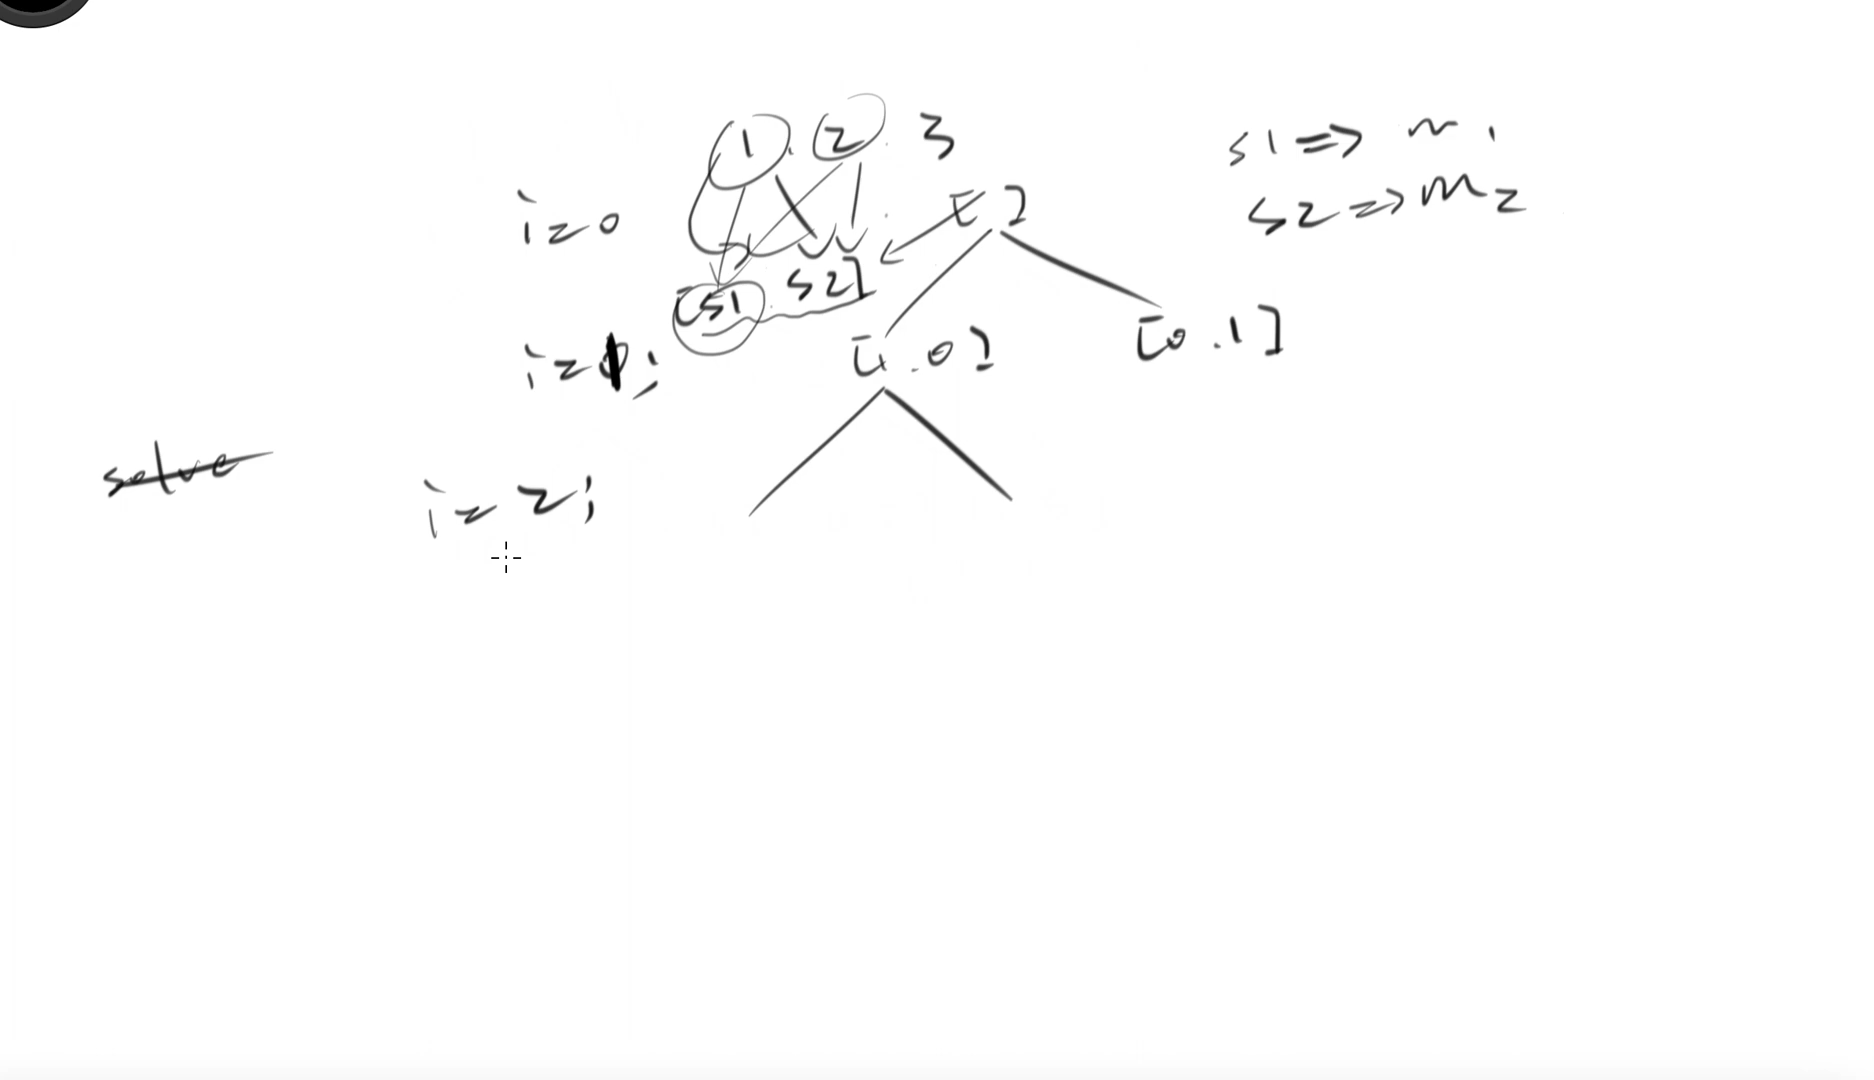 1 . 2 . 3
s1 => m1
i=0
[ ]
s2 => m2
[s1 . s2]
i=1;
[1 . 0]
[0 . 1]
solve
i=2;